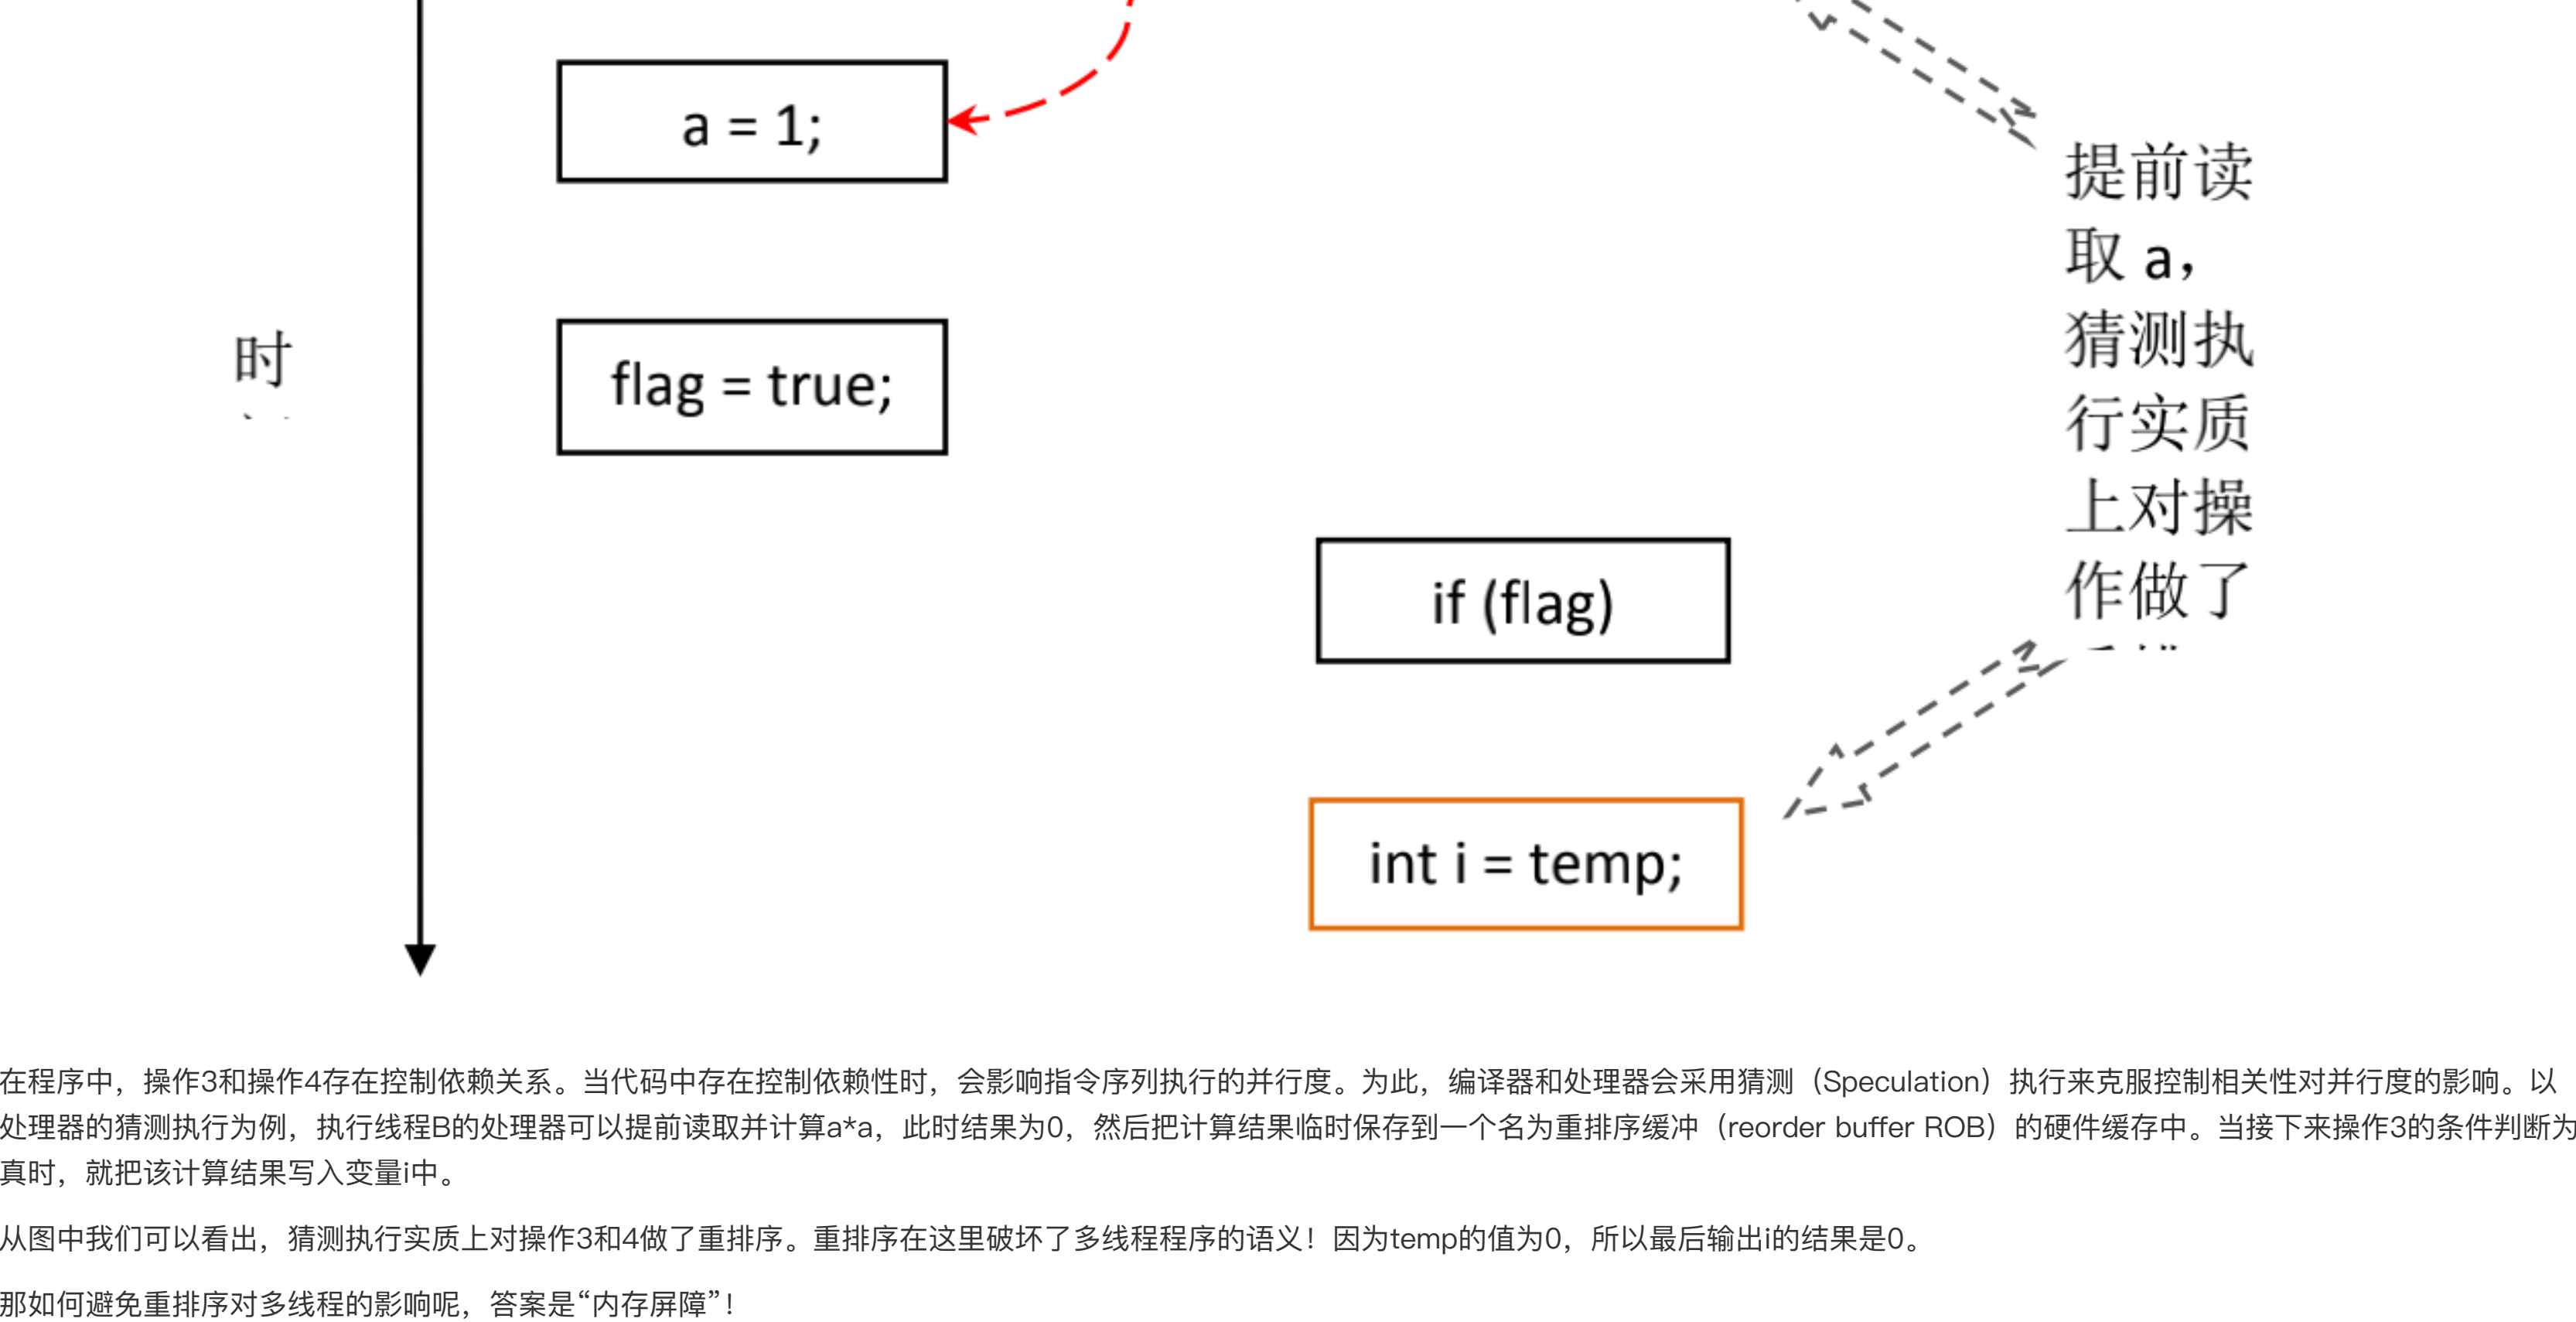 a = 1;
提前读
取 a，
猜测执
行实质
上对操
作做了
时
flag = true;
if (flag)
int i = temp;
在程序中，操作3和操作4存在控制依赖关系。当代码中存在控制依赖性时，会影响指令序列执行的并行度。为此，编译器和处理器会采用猜测（Speculation）执行来克服控制相关性对并行度的影响。以
处理器的猜测执行为例，执行线程B的处理器可以提前读取并计算a*a，此时结果为0，然后把计算结果临时保存到一个名为重排序缓冲（reorder buffer ROB）的硬件缓存中。当接下来操作3的条件判断为
真时，就把该计算结果写入变量i中。
从图中我们可以看出，猜测执行实质上对操作3和4做了重排序。重排序在这里破坏了多线程程序的语义！因为temp的值为0，所以最后输出i的结果是0。
那如何避免重排序对多线程的影响呢，答案是“内存屏障”！